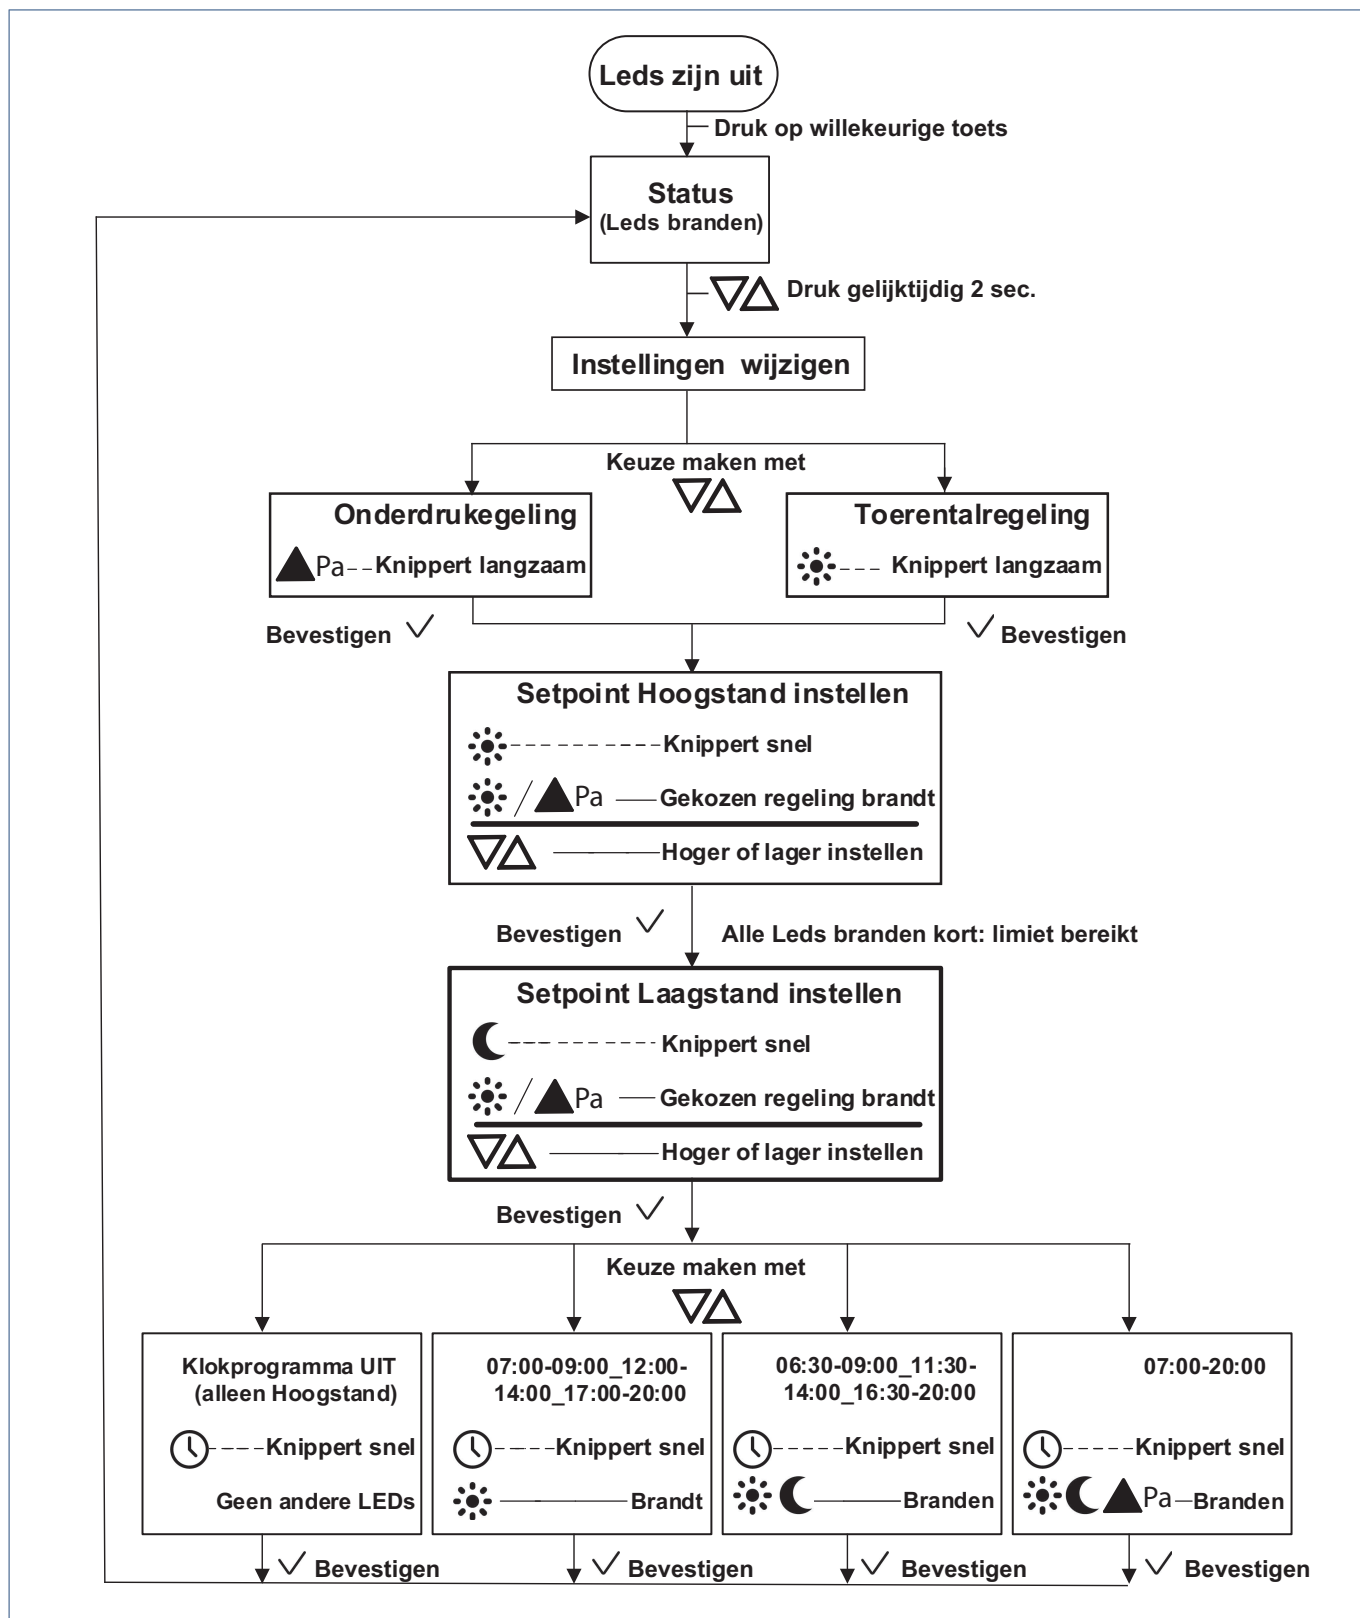 Leds zijn uit
Druk op willekeurige toets
Status
(Leds branden)
Druk gelijktijdig 2 sec.
Instellingen wijzigen
Keuze maken met
Onderdrukegeling
Pa Knippert langzaam
Toerentalregeling
Knippert langzaam
Bevestigen
Bevestigen
Setpoint Hoogstand instellen
Knippert snel
/ Pa Gekozen regeling brandt
Hoger of lager instellen
Bevestigen
Alle Leds branden kort: limiet bereikt
Setpoint Laagstand instellen
Knippert snel
/ Pa Gekozen regeling brandt
Hoger of lager instellen
Bevestigen
Keuze maken met
Klokprogramma UIT
(alleen Hoogstand)
Knippert snel
Geen andere LEDs
07:00-09:00_12:00-
14:00_17:00-20:00
Knippert snel
Brandt
06:30-09:00_11:30-
14:00_16:30-20:00
Knippert snel
Branden
07:00-20:00
Knippert snel
Pa Branden
Bevestigen
Bevestigen
Bevestigen
Bevestigen